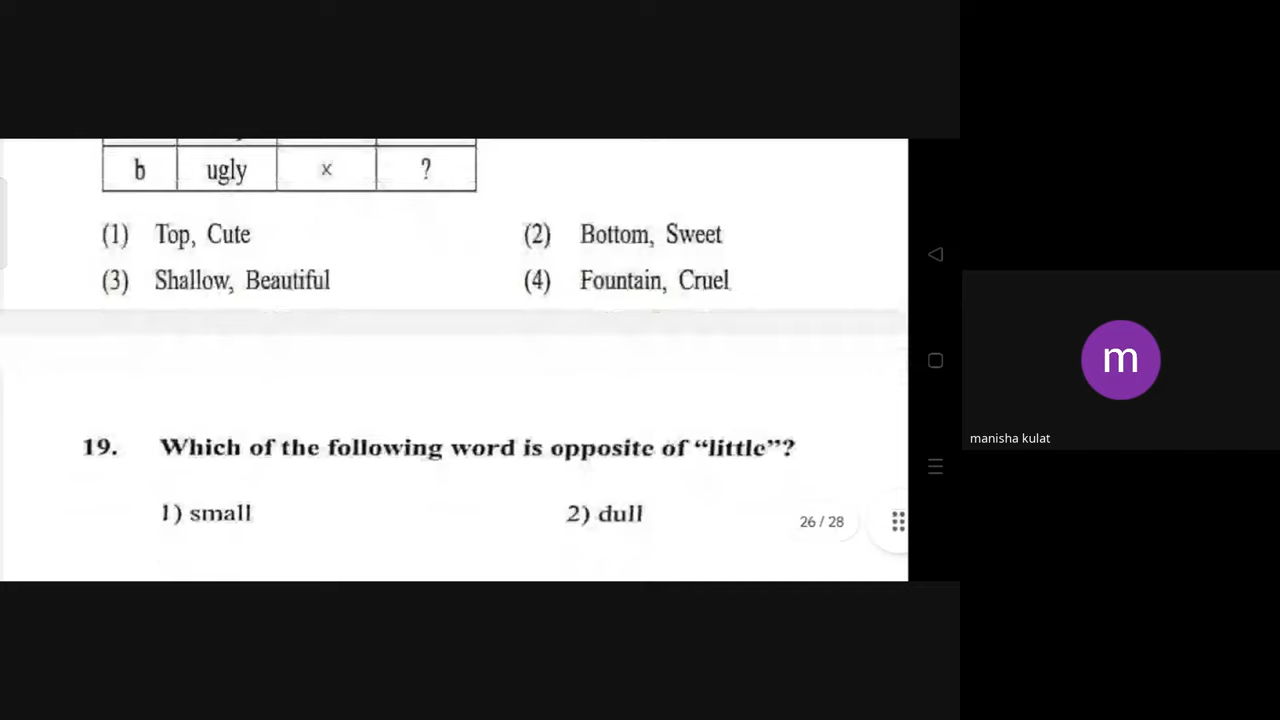 b ugly x ?
(1) Top, Cute (2) Bottom, Sweet
(3) Shallow, Beautiful (4) Fountain, Cruel
19. Which of the following word is opposite of “little”?
1) small 2) dull
26 / 28
m
manisha kulat